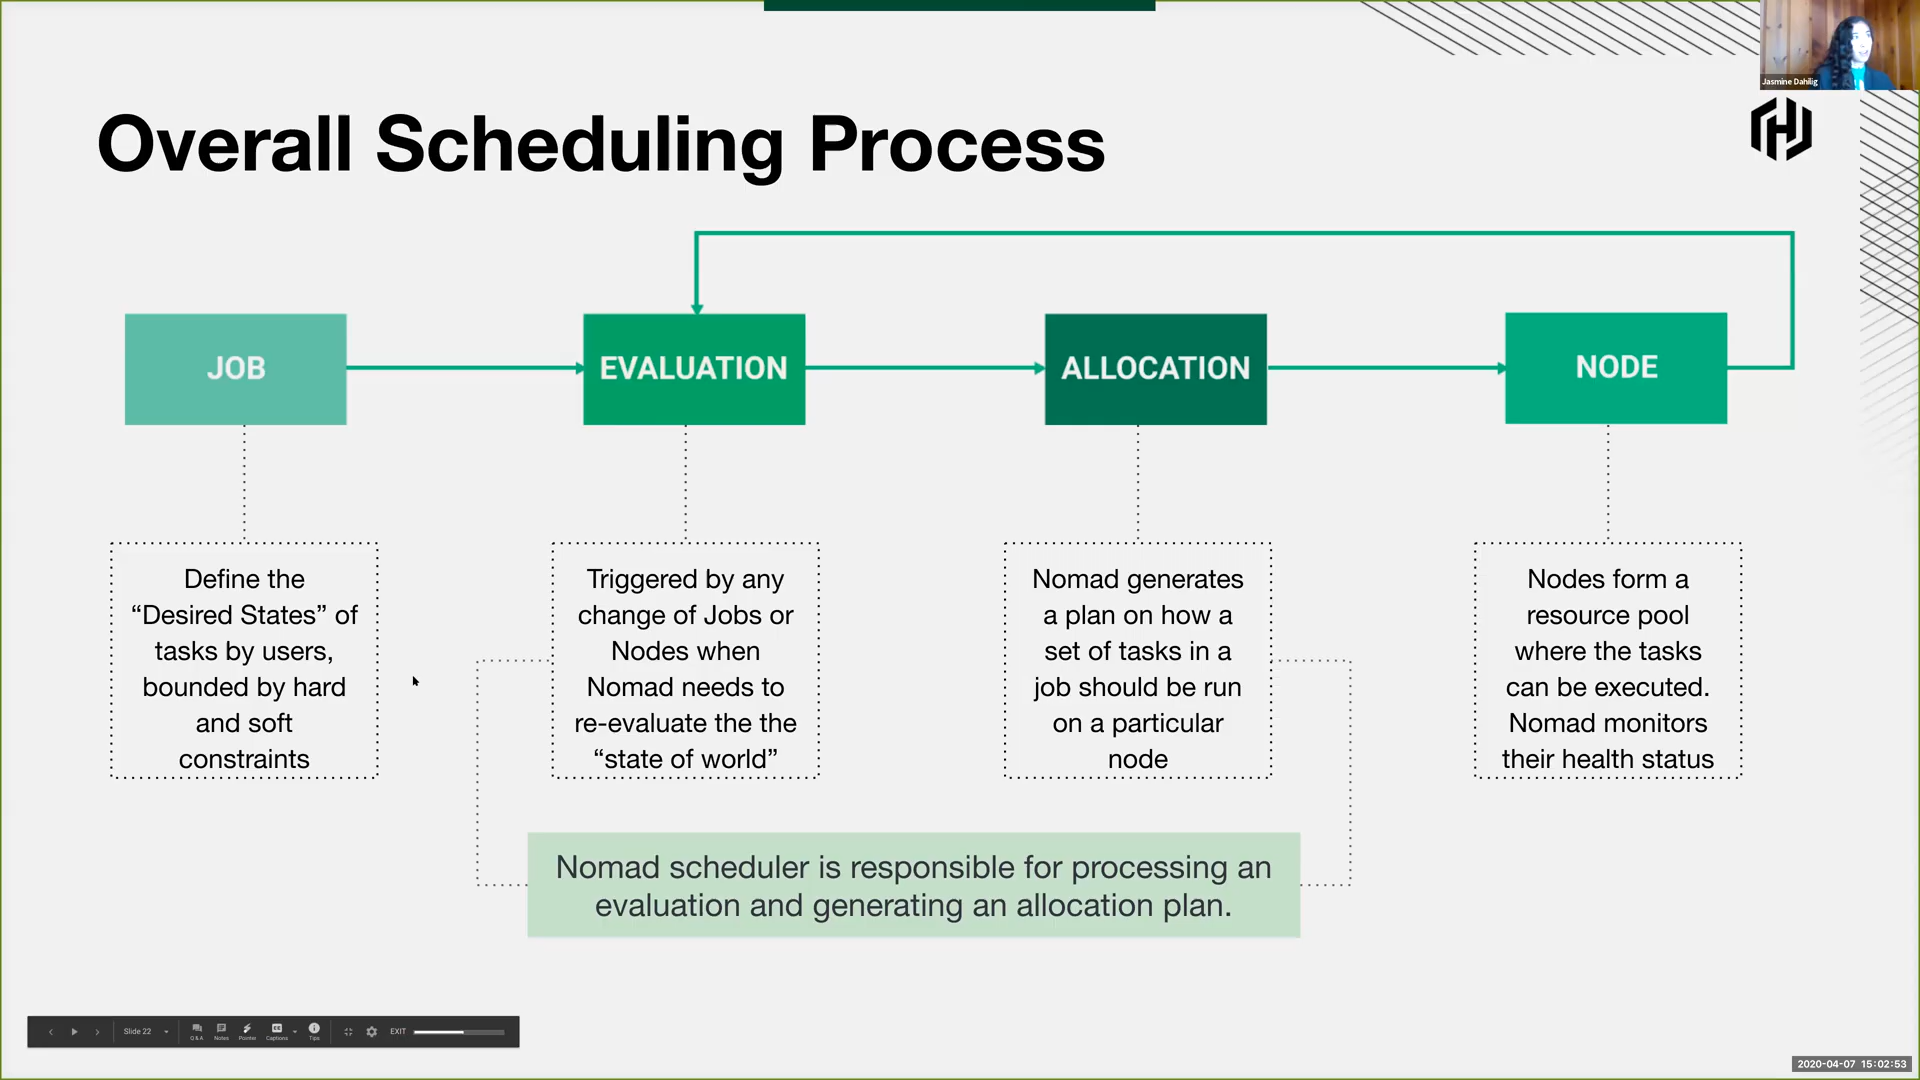 Jasmine Dahilig
Overall Scheduling Process
JOB
EVALUATION
ALLOCATION
NODE
Define the
“Desired States” of
tasks by users,
bounded by hard
and soft
constraints
Triggered by any
change of Jobs or
Nodes when
Nomad needs to
re-evaluate the the
“state of world”
Nomad generates
a plan on how a
set of tasks in a
job should be run
on a particular
node
Nodes form a
resource pool
where the tasks
can be executed.
Nomad monitors
their health status
Nomad scheduler is responsible for processing an
evaluation and generating an allocation plan.
Slide 22
Q&A
Notes
Pointer
CC
Captions
Tips
EXIT
2020-04-07 15:02:53